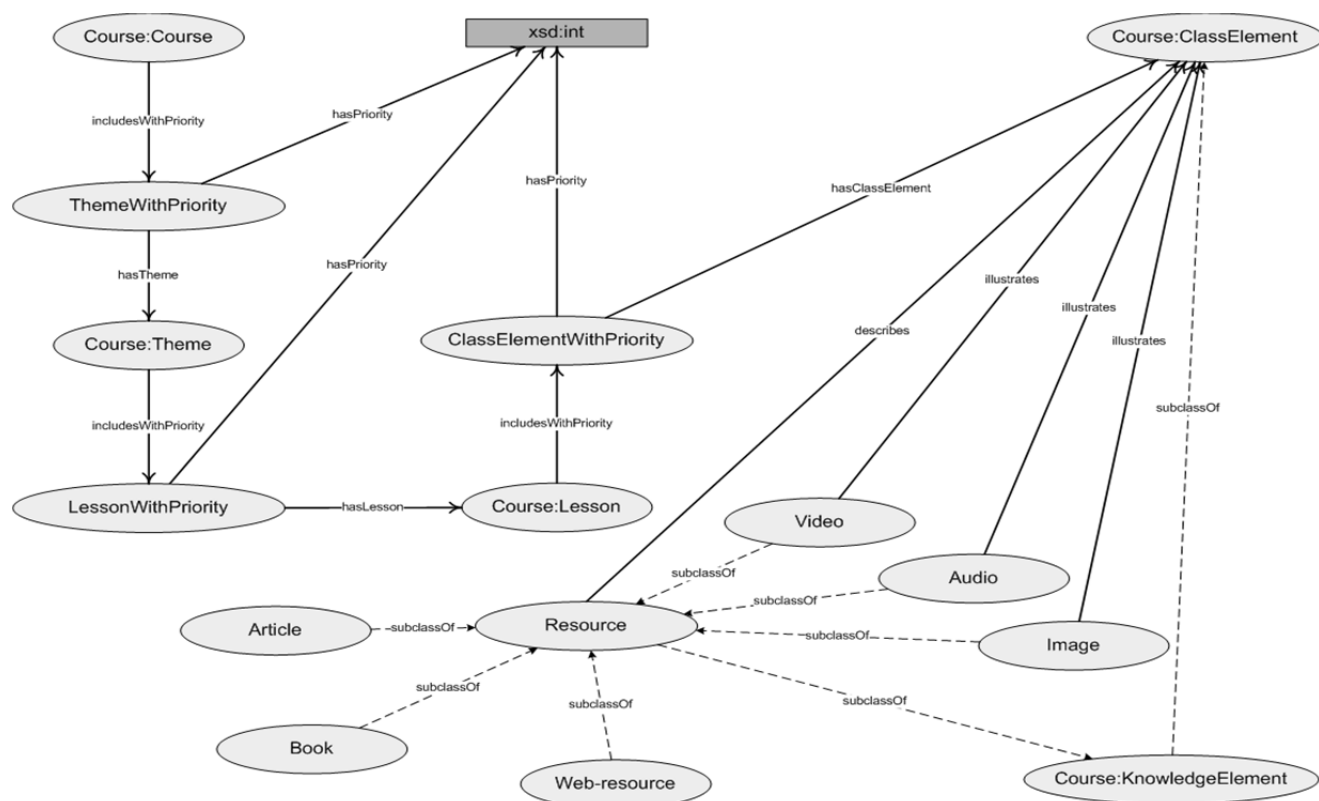 Course:Course
xsd:int
Course:ClassElement
includesWithPriority
hasPriority
ThemeWithPriority
hasPriority
hasClassElement
hasTheme
hasPriority
illustrates
illustrates
Course:Theme
ClassElementWithPriority
describes
illustrates
includesWithPriority
includesWithPriority
subclassOf
LessonWithPriority
hasLesson
Course:Lesson
Video
subclassOf
Audio
subclassOf
Article
subclassOf
Resource
subclassOf
Image
subclassOf
subclassOf
subclassOf
Book
Web-resource
Course:KnowledgeElement